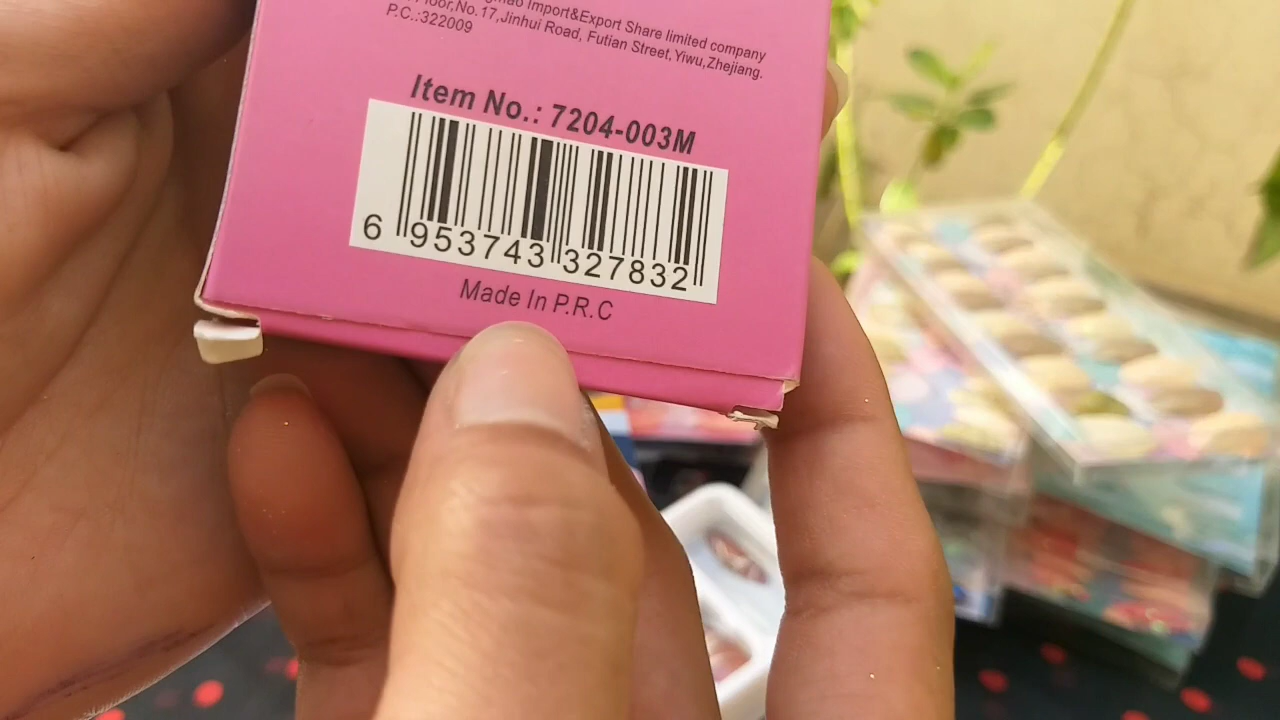 Import&Export Share limited company
Floor,No.17,Jinhui Road, Futian Street,Yiwu,Zhejiang.
P.C.:322009
Item No.: 7204-003M
6 953743 327832
Made In P.R.C